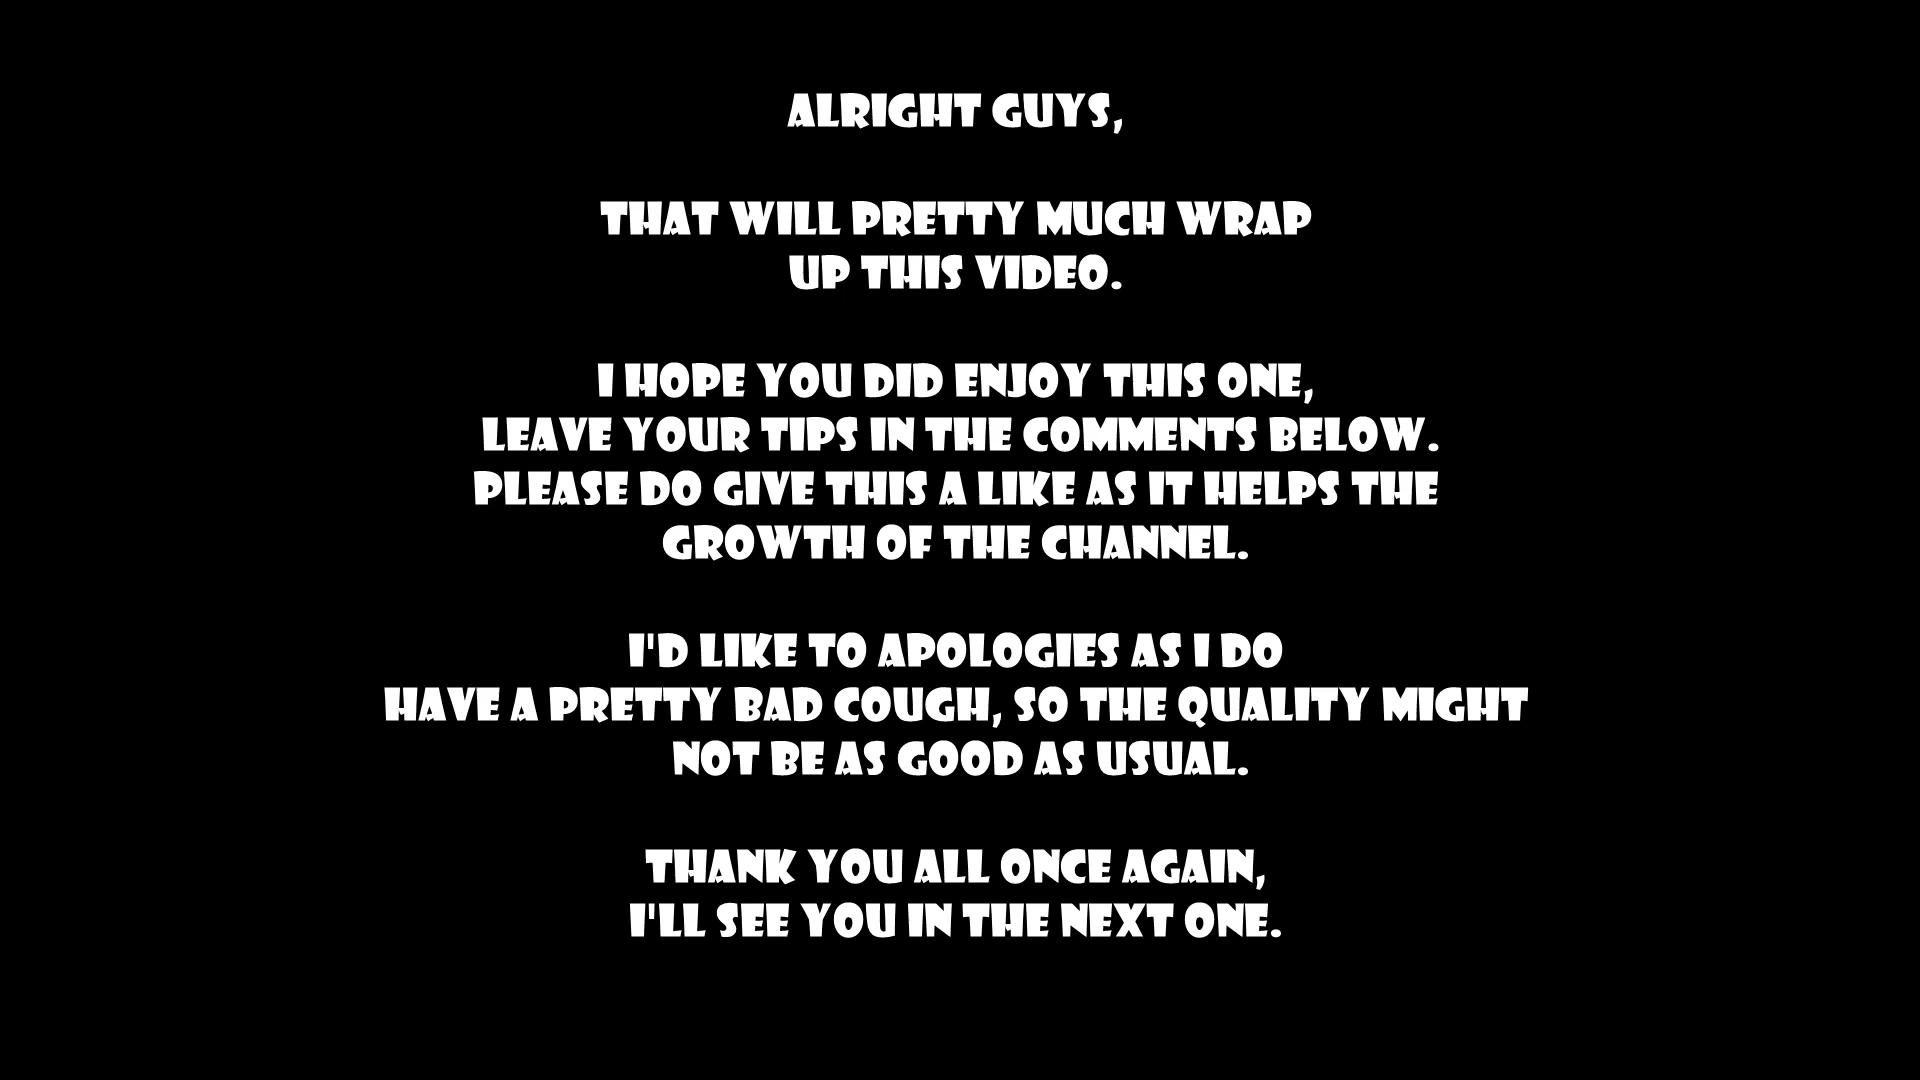 ALRIGHT GUYS,
THAT WILL PRETTY MUCH WRAP
UP THIS VIDEO.
I HOPE YOU DID ENJOY THIS ONE,
LEAVE YOUR TIPS IN THE COMMENTS BELOW.
PLEASE DO GIVE THIS A LIKE AS IT HELPS THE
GROWTH OF THE CHANNEL.
I'D LIKE TO APOLOGIES AS I DO
HAVE A PRETTY BAD COUGH, SO THE QUALITY MIGHT
NOT BE AS GOOD AS USUAL.
THANK YOU ALL ONCE AGAIN,
I'LL SEE YOU IN THE NEXT ONE.